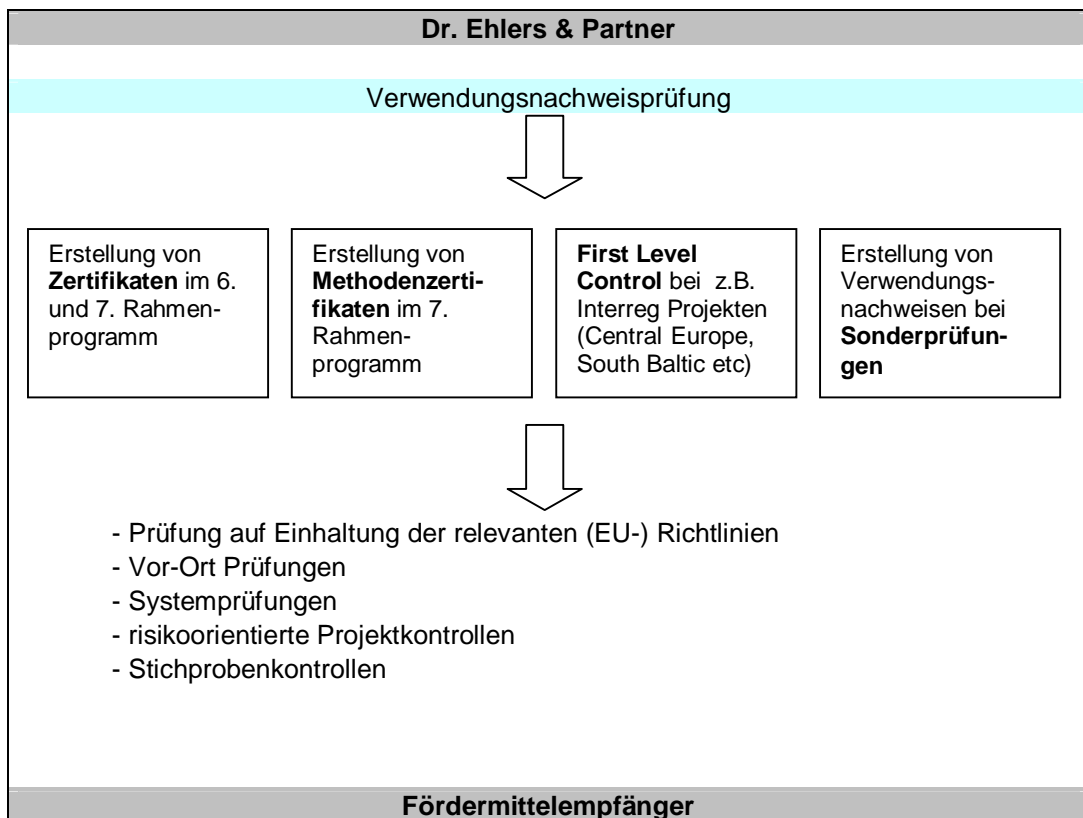 Dr. Ehlers & Partner
Verwendungsnachweisprüfung
Erstellung von
Zertifikaten im 6.
und 7. Rahmen-
programm
Erstellung von
Methodenzerti-
fikaten im 7.
Rahmen-
programm
First Level
Control bei z.B.
Interreg Projekten
(Central Europe,
South Baltic etc)
Erstellung von
Verwendungs-
nachweisen bei
Sonderprüfun-
gen
- Prüfung auf Einhaltung der relevanten (EU-) Richtlinien
- Vor-Ort Prüfungen
- Systemprüfungen
- risikoorientierte Projektkontrollen
- Stichprobenkontrollen
Fördermittelempfänger